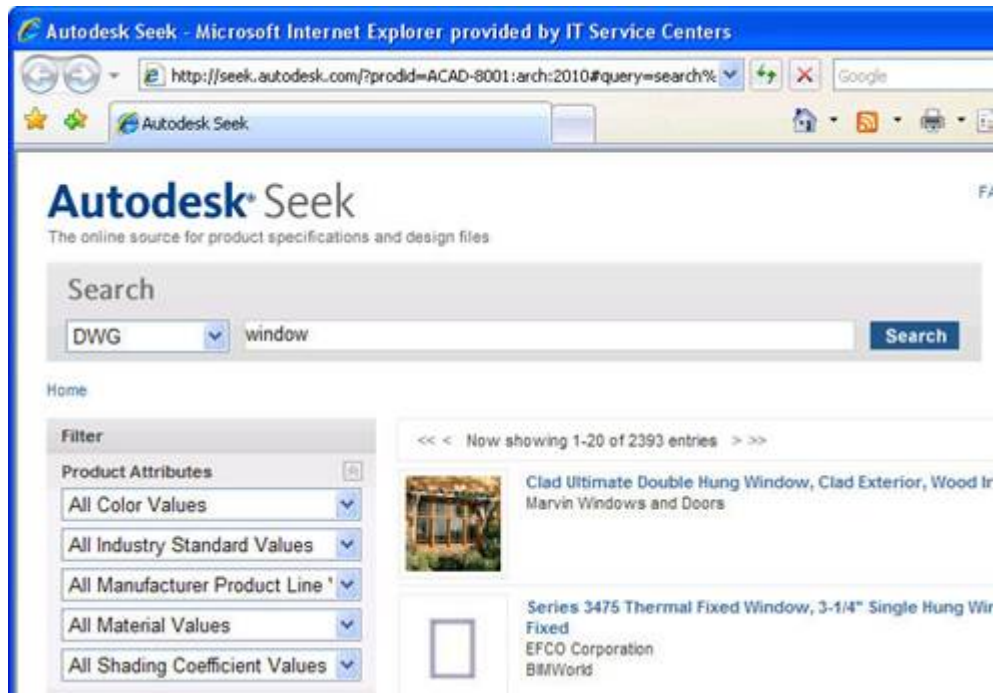 Autodesk Seek - Microsoft Internet Explorer provided by IT Service Centers
http://seek.autodesk.com/?prodid=ACAD-8001:arch:2010#query=search%
Google
Autodesk Seek
Autodesk® Seek
FA
The online source for product specifications and design files
Search
DWG window Search
Home
Filter
<< < Now showing 1-20 of 2393 entries > >>
Product Attributes
All Color Values
All Industry Standard Values
All Manufacturer Product Line '
All Material Values
All Shading Coefficient Values
Clad Ultimate Double Hung Window, Clad Exterior, Wood In
Marvin Windows and Doors
Series 3475 Thermal Fixed Window, 3-1/4" Single Hung Win
Fixed
EFCO Corporation
BIMWorld